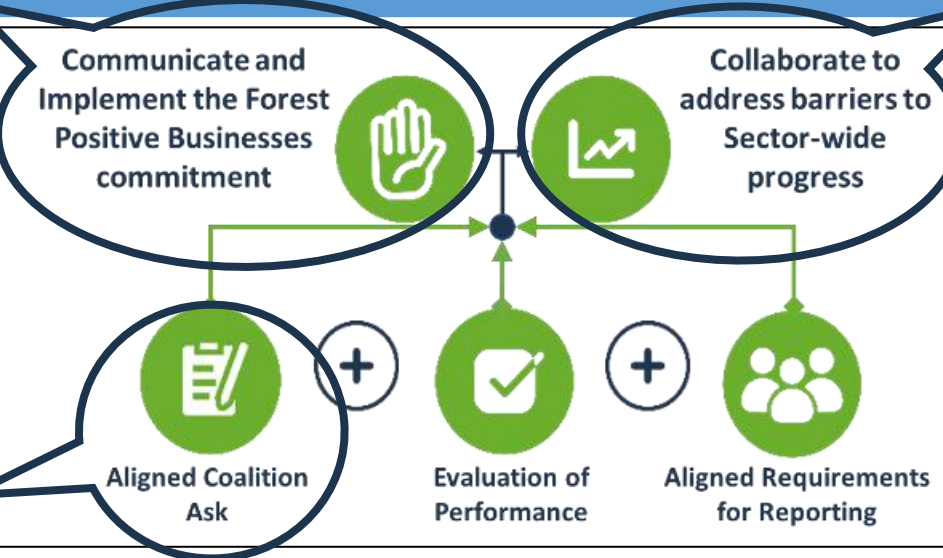 Communicate and
Implement the Forest
Positive Businesses
commitment
Collaborate to
address barriers to
Sector-wide
progress
Aligned Coalition
Ask
Evaluation of
Performance
Aligned Requirements
for Reporting